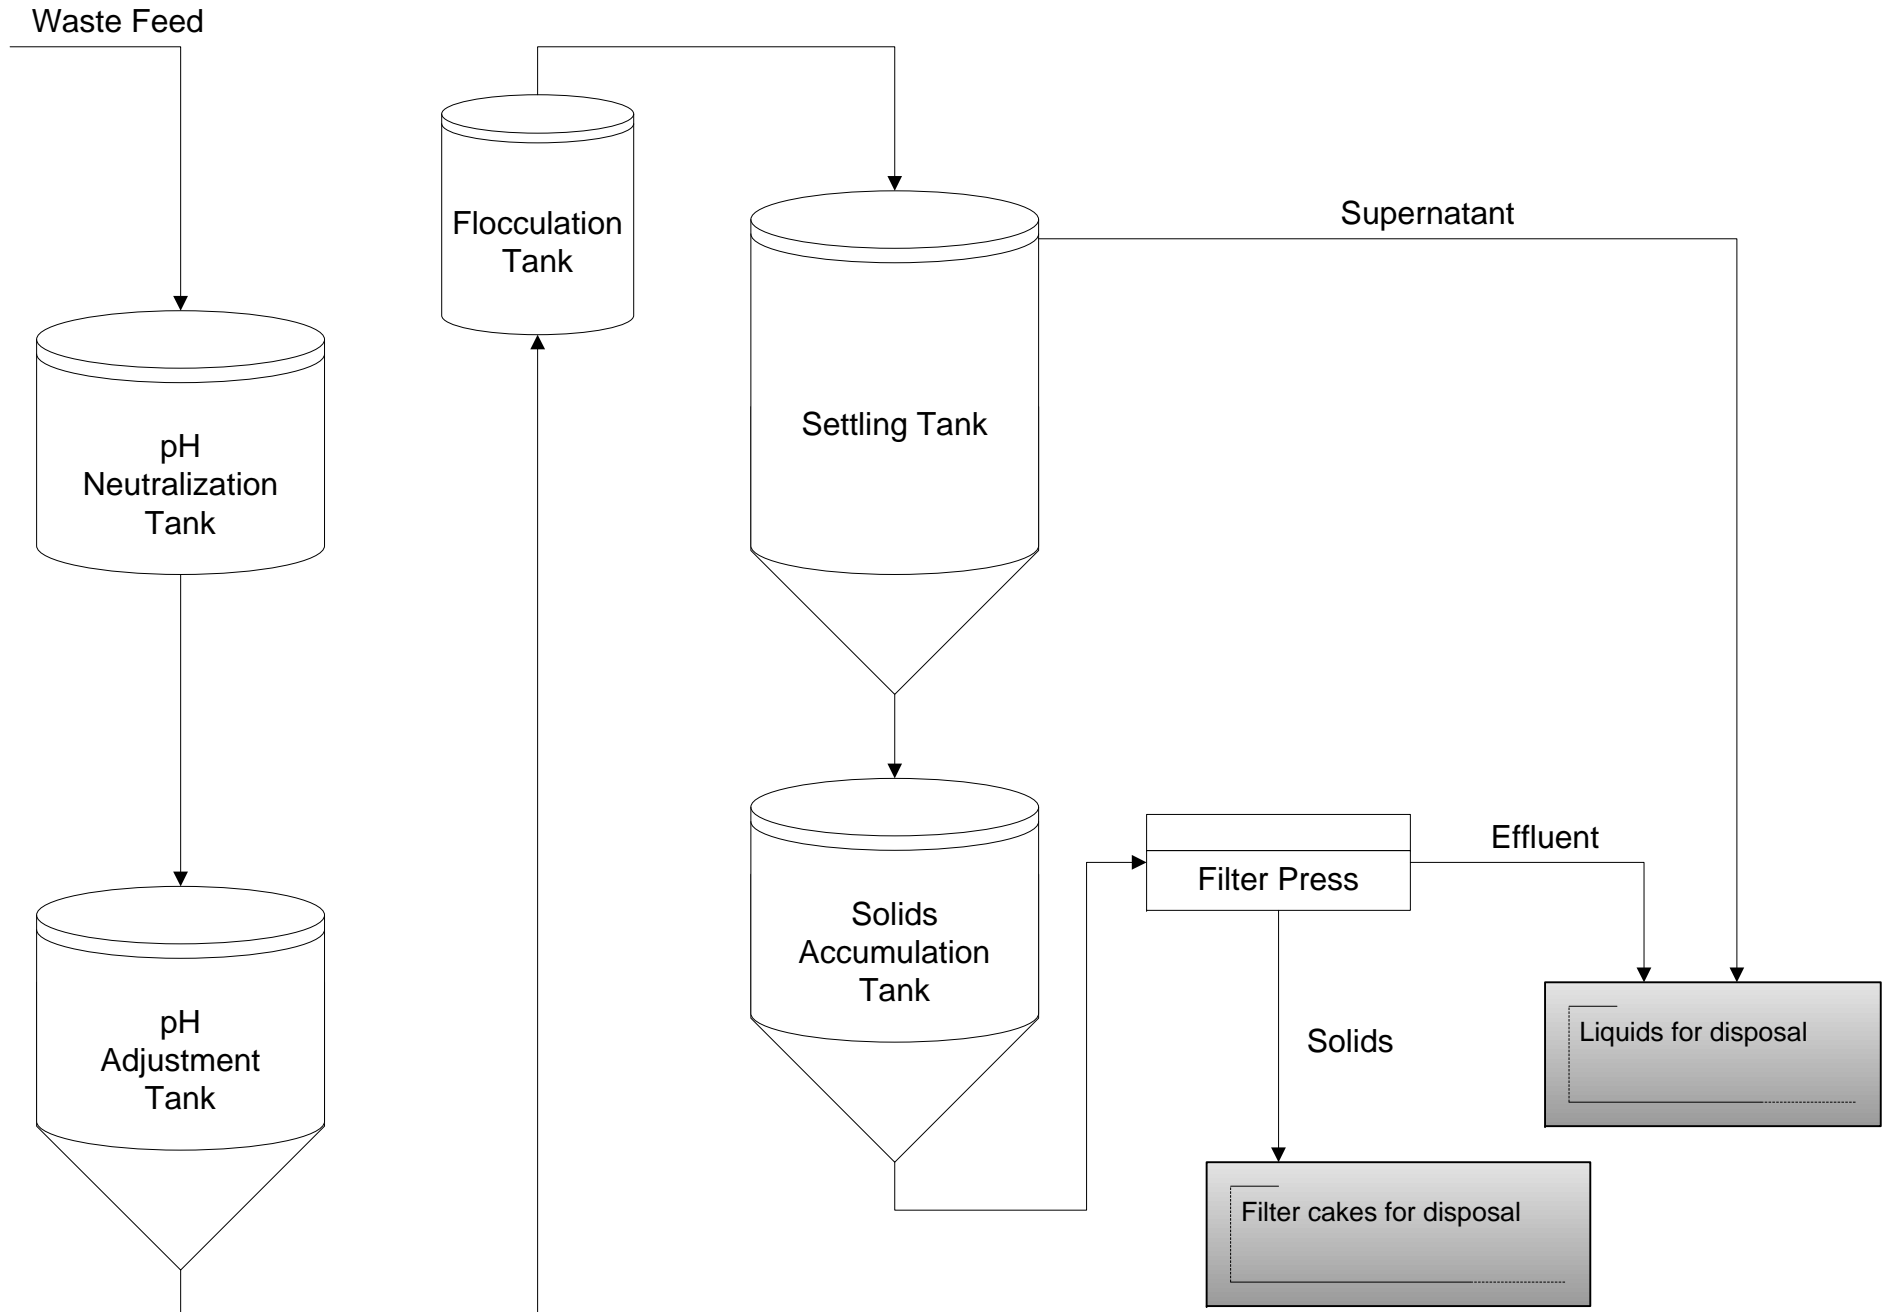 Waste Feed
pH
Neutralization
Tank
pH
Adjustment
Tank
Flocculation
Tank
Settling Tank
Supernatant
Solids
Accumulation
Tank
Filter Press
Effluent
Solids
Liquids for disposal
Filter cakes for disposal